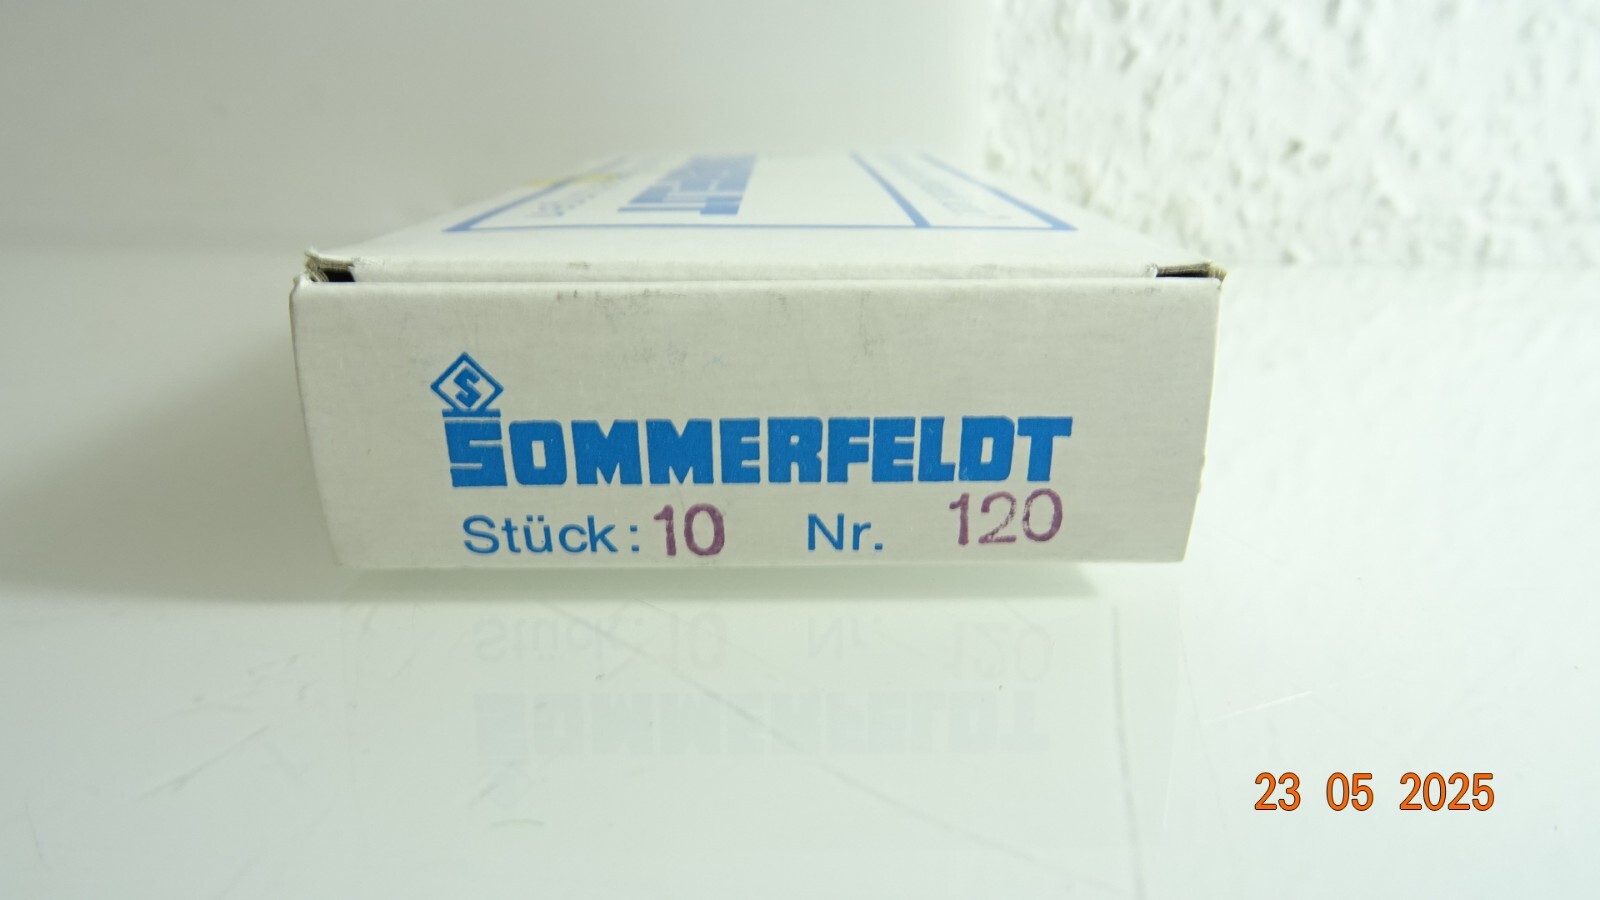 S
SOMMERFELDT
Stück: 10 Nr. 120
23 05 2025